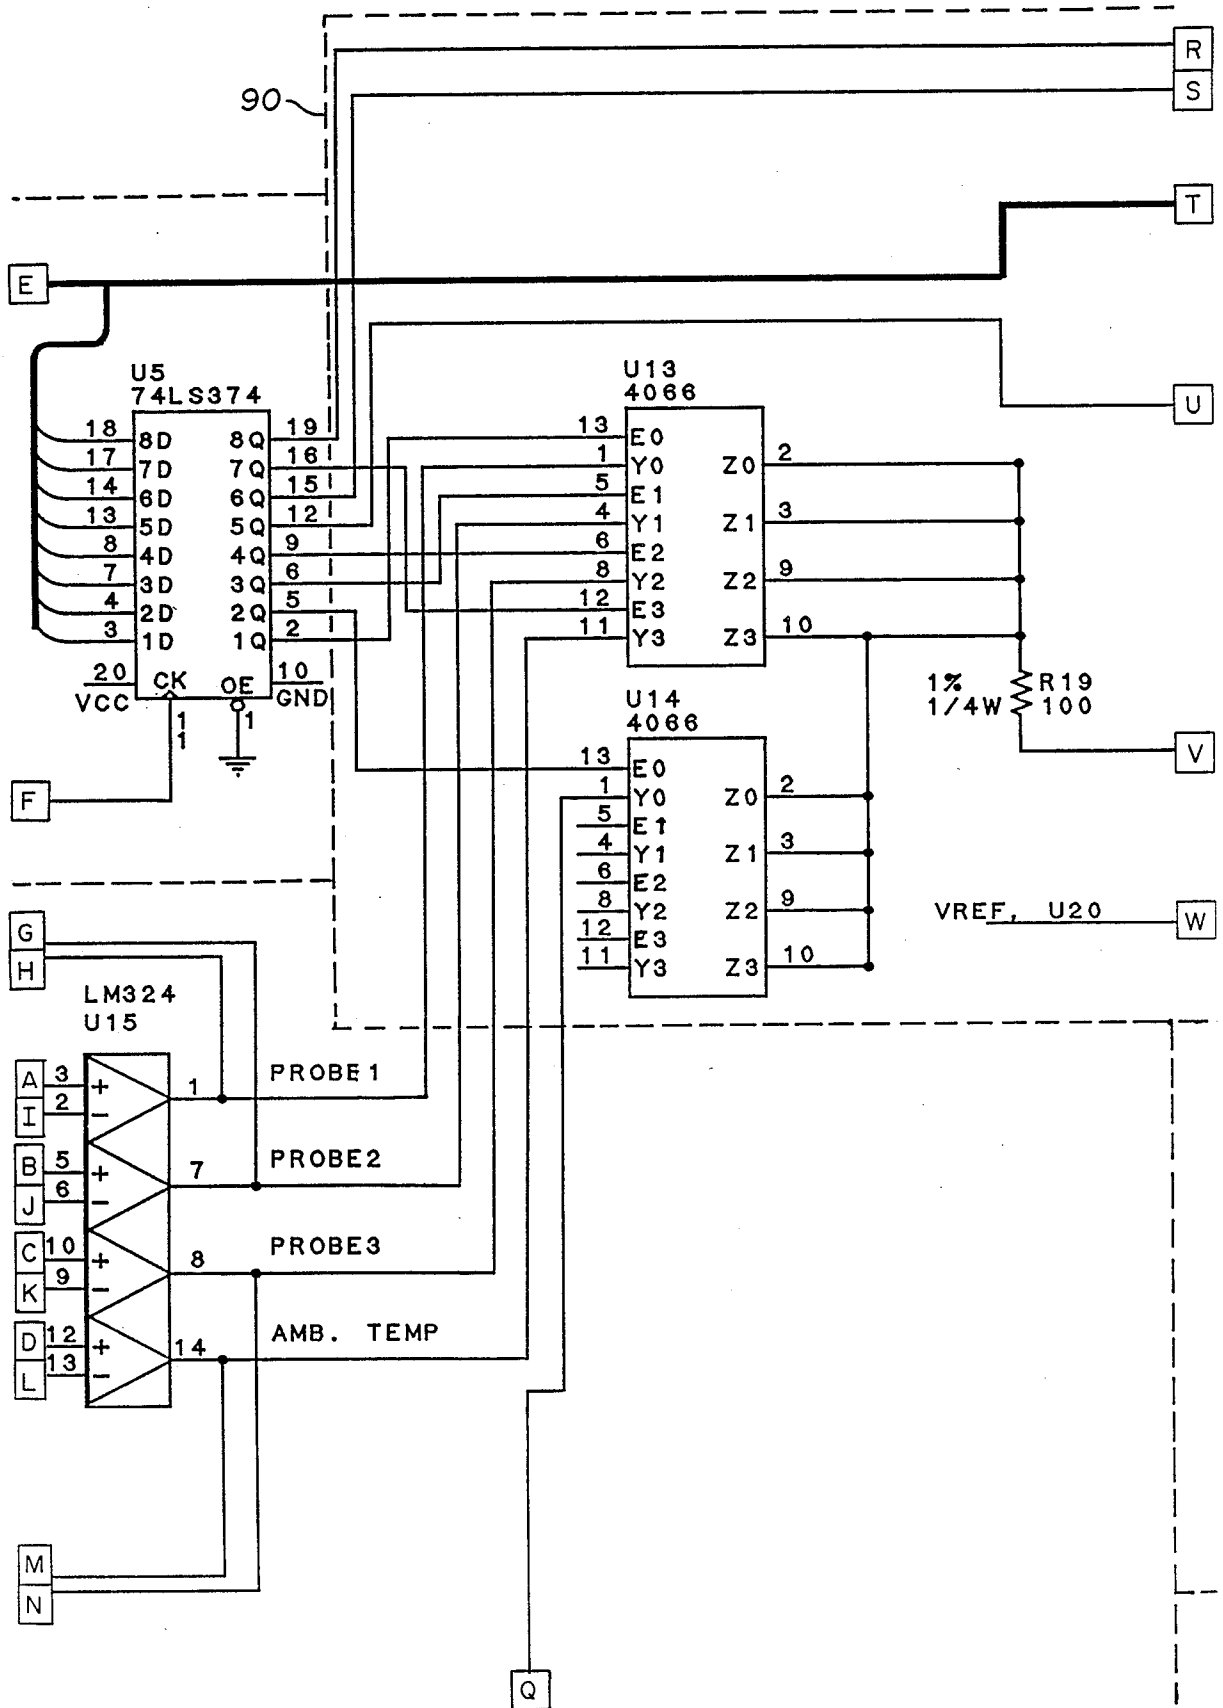 R
90
S
T
E
U5
74LS374
U13
4066
U
18 8D 8Q 19
17 7D 7Q 16
14 6D 6Q 15
13 5D 5Q 12
8 4D 4Q 9
7 3D 3Q 6
4 2D 2Q 5
3 1D 1Q 2
20 CK OE 10
VCC GND
1
1
1
13 E0
1 Y0 Z0 2
5 E1
4 Y1 Z1 3
6 E2
8 Y2 Z2 9
12 E3
11 Y3 Z3 10
1% R19
1/4W 100
V
U14
4066
13 E0
1 Y0 Z0 2
5 E1
4 Y1 Z1 3
6 E2
8 Y2 Z2 9
12 E3
11 Y3 Z3 10
F
VREF, U20 W
G
H
LM324
U15
A 3 + 1 PROBE1
I 2 −
B 5 + 7 PROBE2
J 6 −
C 10 + 8 PROBE3
K 9 −
D 12 + 14 AMB. TEMP
L 13 −
M
N
Q